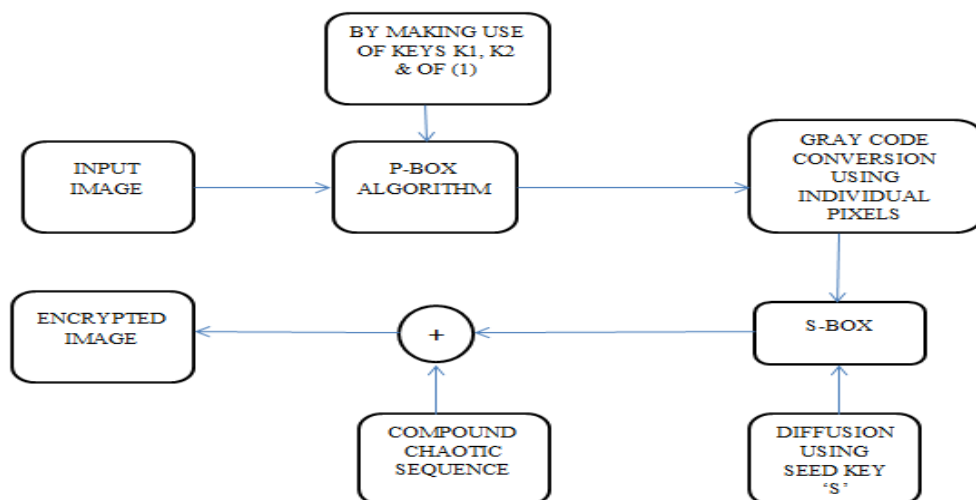 BY MAKING USE
OF KEYS K1, K2
& OF (1)
INPUT
IMAGE
P-BOX
ALGORITHM
GRAY CODE
CONVERSION
USING
INDIVIDUAL
PIXELS
ENCRYPTED
IMAGE
+
S-BOX
COMPOUND
CHAOTIC
SEQUENCE
DIFFUSION
USING
SEED KEY
‘S’